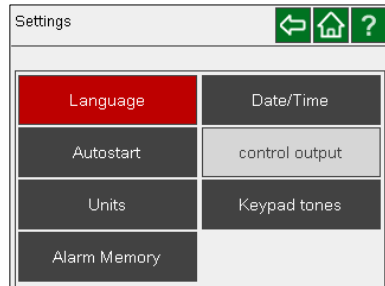 Settings
?
Language
Date/Time
Autostart
control output
Units
Keypad tones
Alarm Memory